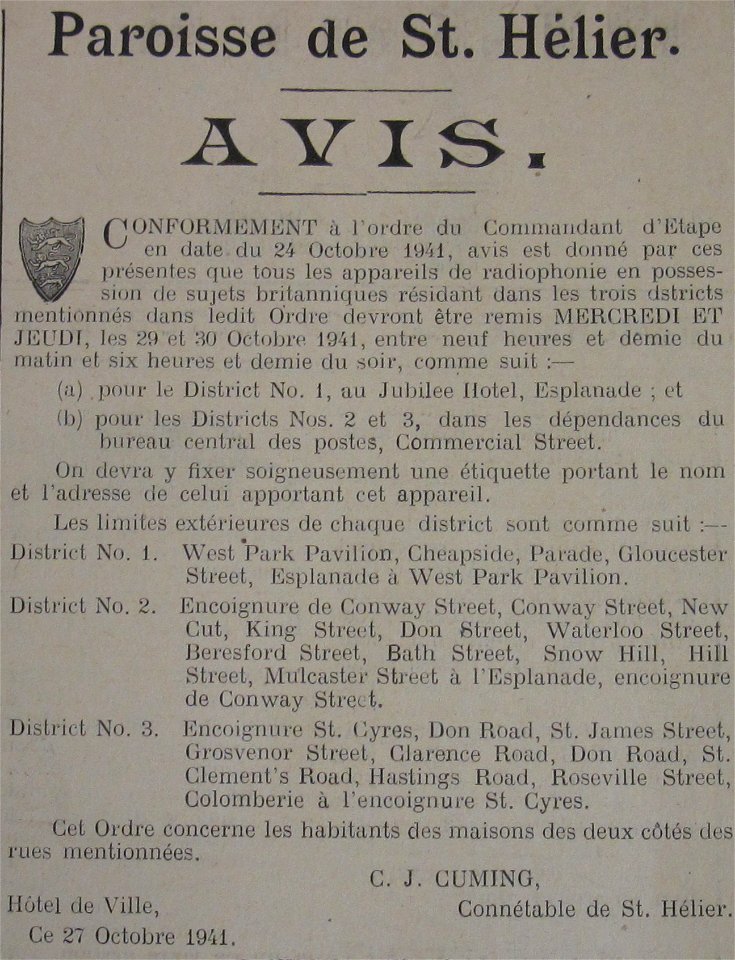 Paroisse de St. Hélier.
AVIS.
CONFORMEMENT à l'ordre du Commandant d'Etape
en date du 24 Octobre 1941, avis est donné par ces
présentes que tous les appareils de radiophonie en posses-
sion de sujets britanniques résidant dans les trois dstricts
mentionnés dans ledit Ordre devront être remis MERCREDI ET
JEUDI, les 29 et 30 Octobre 1941, entre neuf heures et demie du
matin et six heures et demie du soir, comme suit :—
(a) pour le District No. 1, au Jubilee Hotel, Esplanade ; et
(b) pour les Districts Nos. 2 et 3, dans les dépendances du
bureau central des postes, Commercial Street.
On devra y fixer soigneusement une étiquette portant le nom
et l'adresse de celui apportant cet appareil.
Les limites extérieures de chaque district sont comme suit :—
District No. 1. West Park Pavilion, Cheapside, Parade, Gloucester
Street, Esplanade à West Park Pavilion.
District No. 2. Encoignure de Conway Street, Conway Street, New
Cut, King Street, Don Street, Waterloo Street,
Beresford Street, Bath Street, Snow Hill, Hill
Street, Mulcaster Street à l'Esplanade, encoignure
de Conway Street.
District No. 3. Encoignure St. Cyres, Don Road, St. James Street,
Grosvenor Street, Clarence Road, Don Road, St.
Clement's Road, Hastings Road, Roseville Street,
Colomberie à l'encoignure St. Cyres.
Cet Ordre concerne les habitants des maisons des deux côtés des
rues mentionnées.
C. J. CUMING,
Hôtel de Ville, Connétable de St. Hélier.
Ce 27 Octobre 1941.